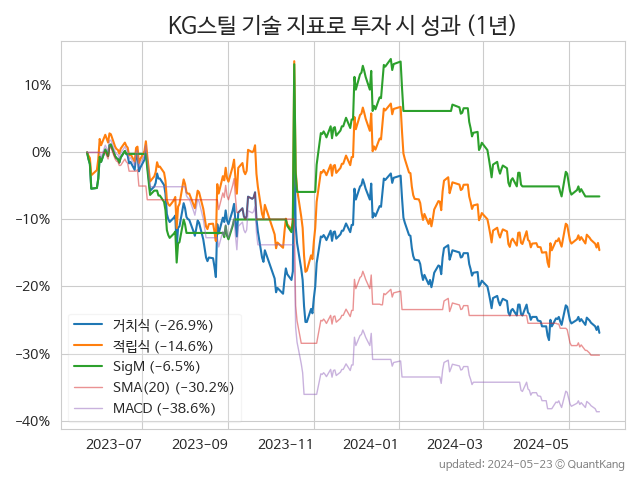 KG스틸 기술 지표로 투자 시 성과 (1년)
10%
0%
−10%
−20%
−30%
−40%
거치식 (−26.9%)
적립식 (−14.6%)
SigM (−6.5%)
SMA(20) (−30.2%)
MACD (−38.6%)
2023−07 2023−09 2023−11 2024−01 2024−03 2024−05
updated: 2024−05−23 ⓒ QuantKang